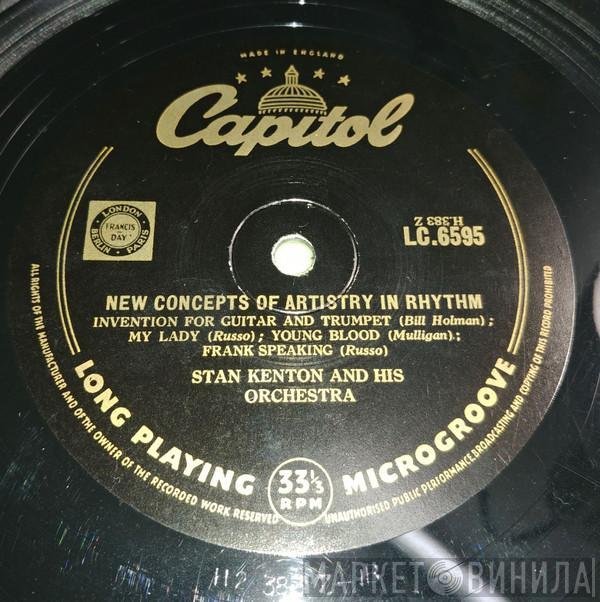 MADE IN ENGLAND
Capitol
LONDON
FRANCIS
DAY
BERLIN PARIS
H.383 Z
LC.6595
NEW CONCEPTS OF ARTISTRY IN RHYTHM
INVENTION FOR GUITAR AND TRUMPET (Bill Holman) ;
MY LADY (Russo) ; YOUNG BLOOD (Mulligan) ;
FRANK SPEAKING (Russo)
STAN KENTON AND HIS
ORCHESTRA
LONG PLAYING 33⅓ RPM MICROGROOVE
ALL RIGHTS OF THE MANUFACTURER AND OF THE OWNER OF THE RECORDED WORK RESERVED
UNAUTHORISED PUBLIC PERFORMANCE, BROADCASTING AND COPYING OF THIS RECORD PROHIBITED
МАРКЕТ ВИНИЛА